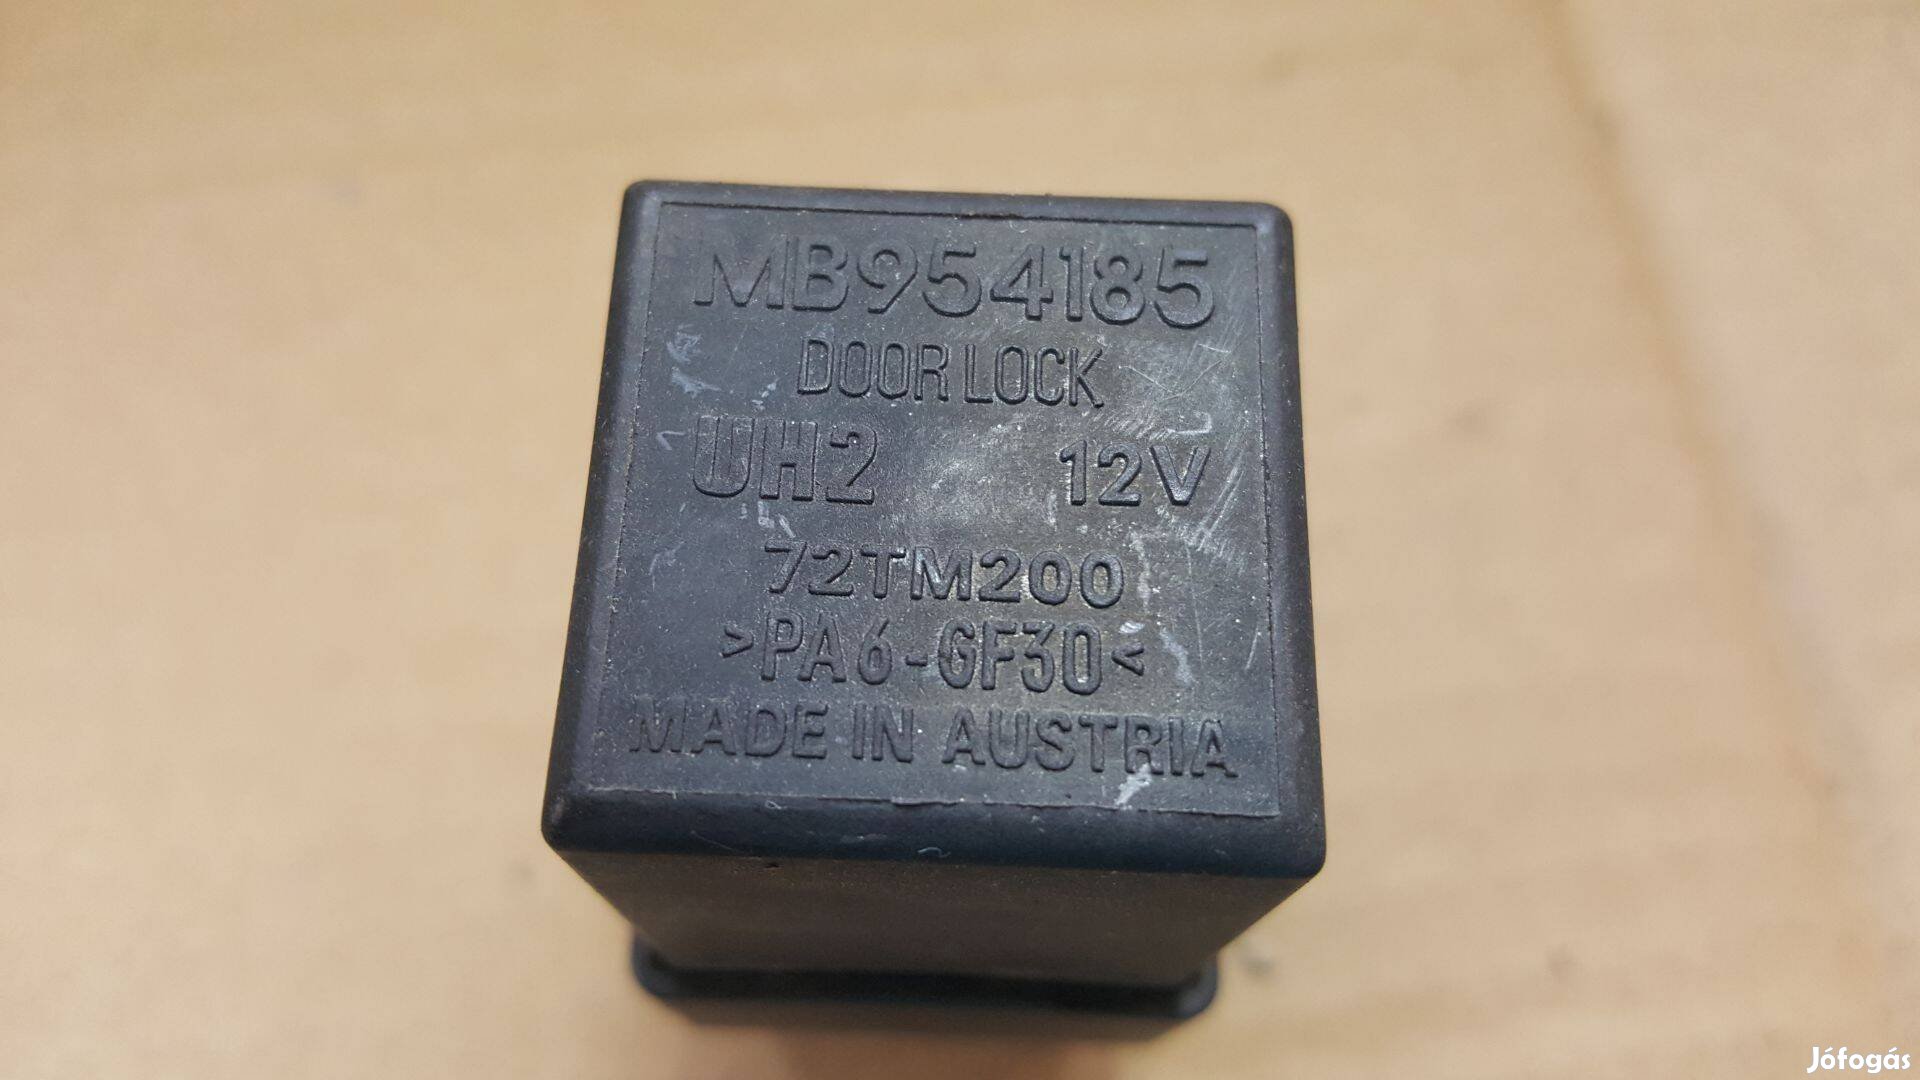 MB954185
DOOR LOCK
UH2 12V
72TM200
>PA6-GF30<
MADE IN AUSTRIA
Jófogás